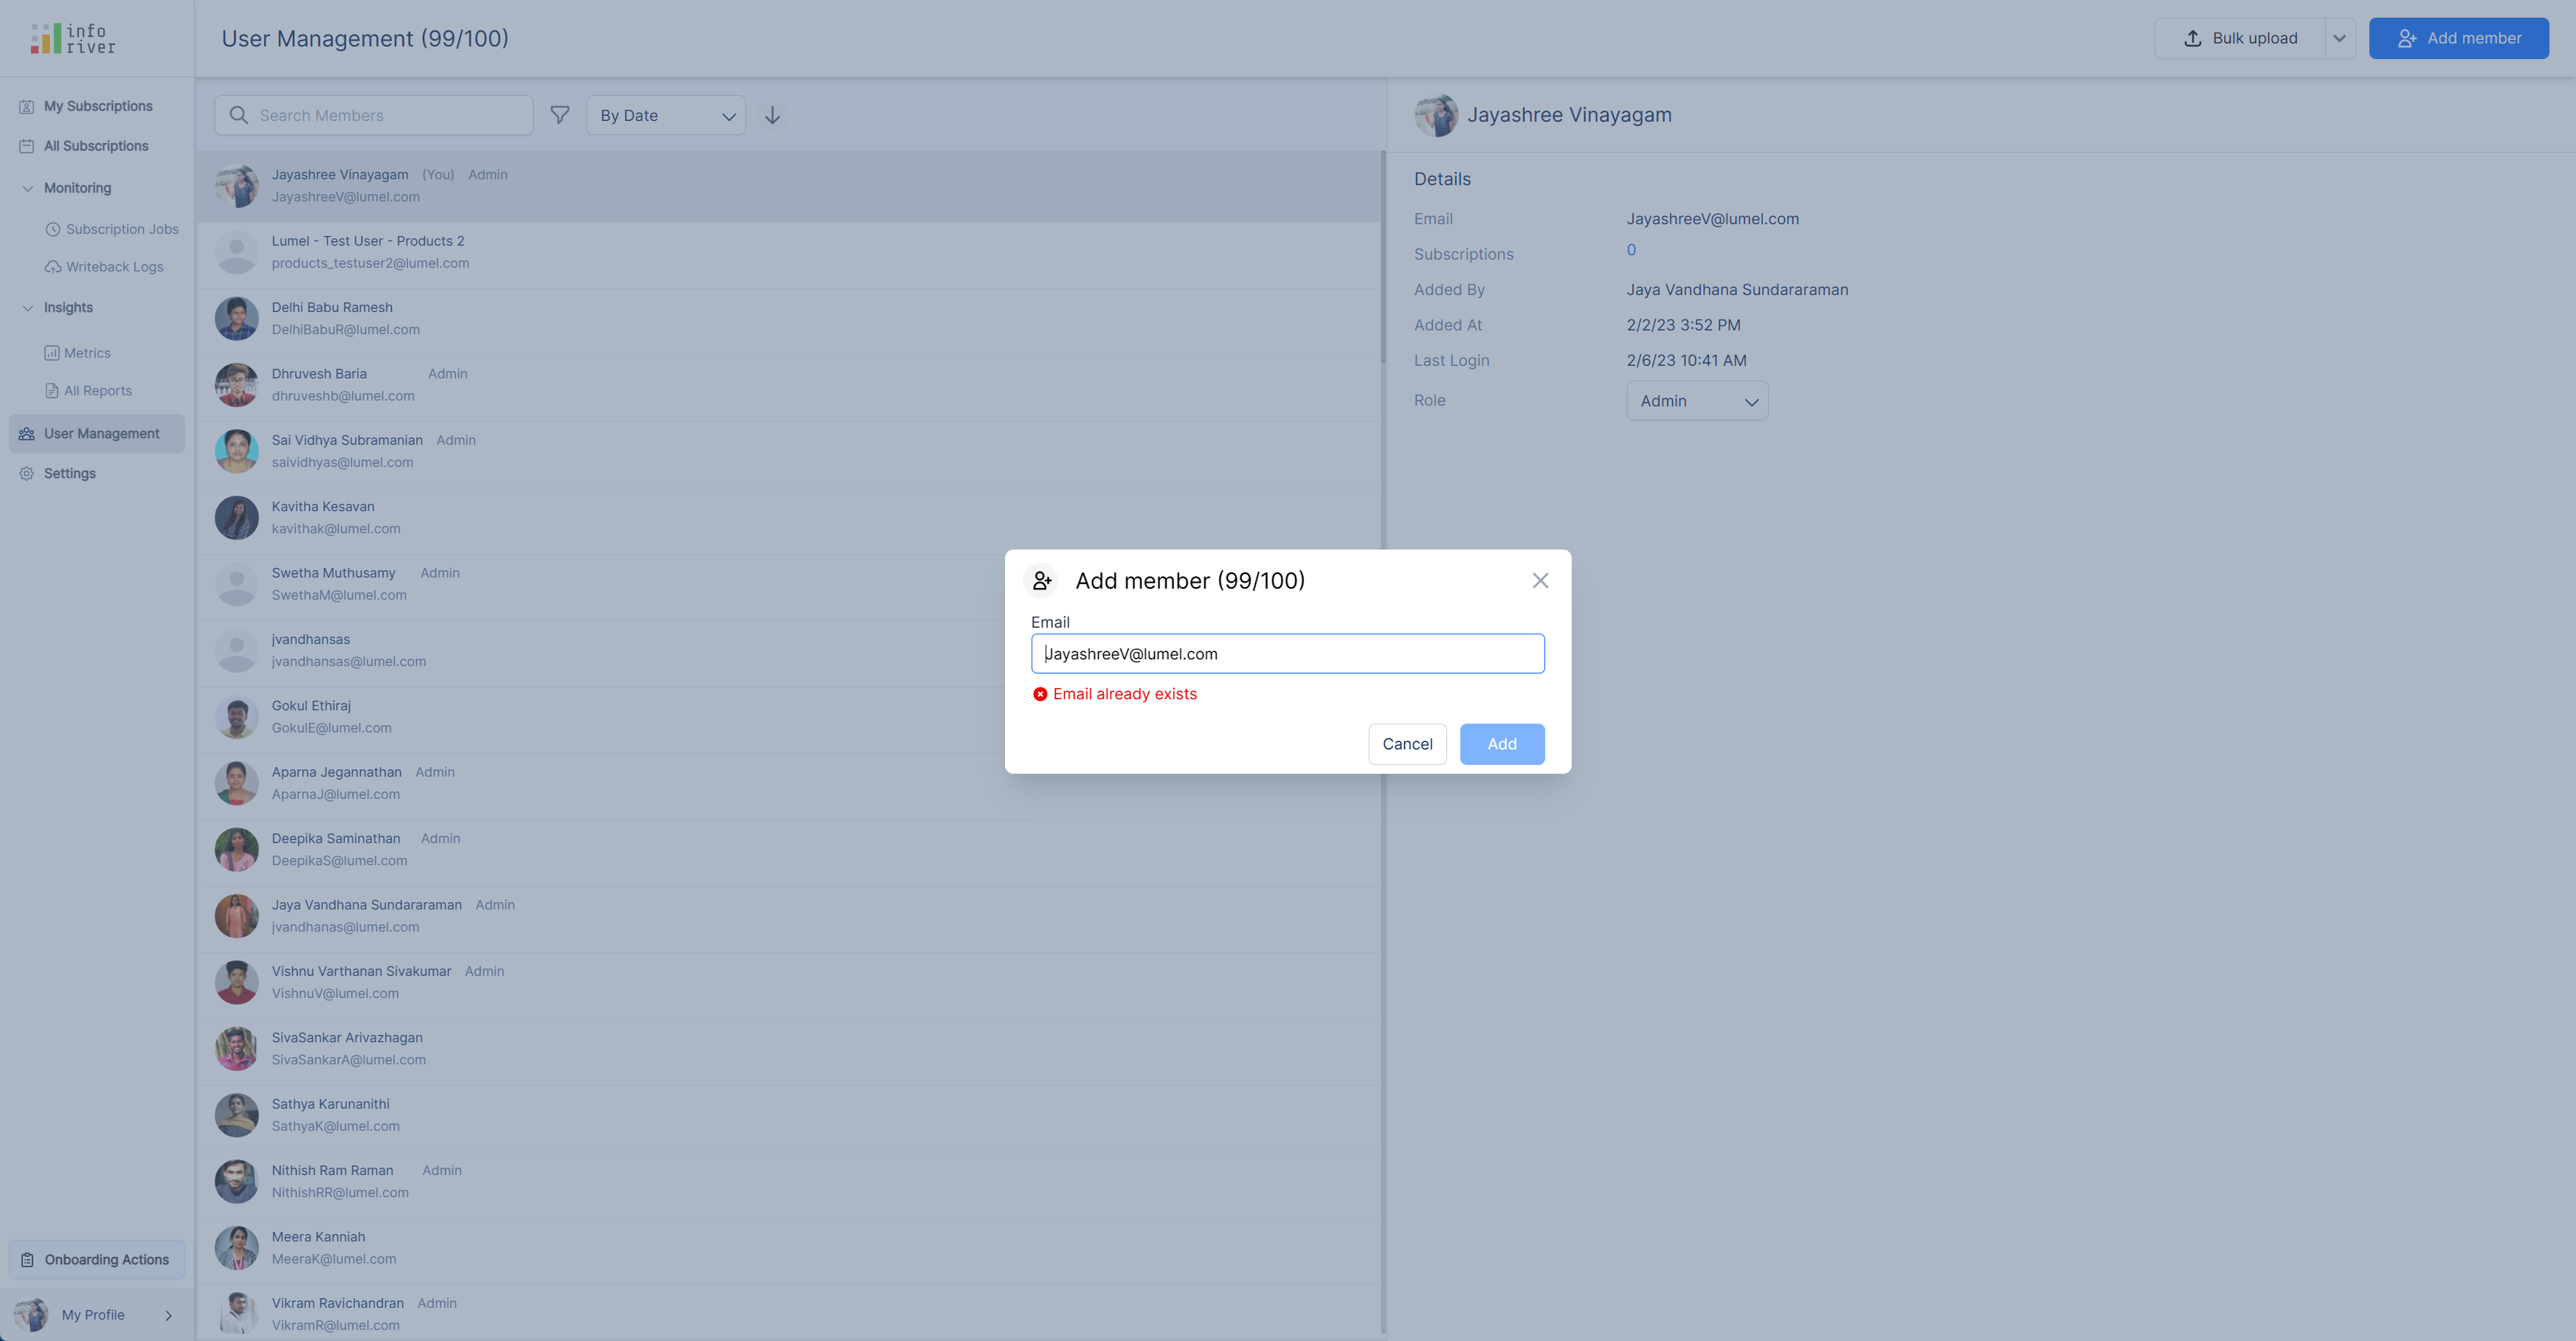 info
river
My Subscriptions
All Subscriptions
Monitoring
Subscription Jobs
Writeback Logs
Insights
Metrics
All Reports
User Management
Settings
Onboarding Actions
My Profile
User Management (99/100)
Bulk upload
Add member
Search Members
By Date
Jayashree Vinayagam (You) Admin
JayashreeV@lumel.com
Lumel - Test User - Products 2
products_testuser2@lumel.com
Delhi Babu Ramesh
DelhiBabuR@lumel.com
Dhruvesh Baria Admin
dhruveshb@lumel.com
Sai Vidhya Subramanian Admin
saividhyas@lumel.com
Kavitha Kesavan
kavithak@lumel.com
Swetha Muthusamy Admin
SwethaM@lumel.com
jvandhansas
jvandhansas@lumel.com
Gokul Ethiraj
GokulE@lumel.com
Aparna Jegannathan Admin
AparnaJ@lumel.com
Deepika Saminathan Admin
DeepikaS@lumel.com
Jaya Vandhana Sundararaman Admin
jvandhanas@lumel.com
Vishnu Varthanan Sivakumar Admin
VishnuV@lumel.com
SivaSankar Arivazhagan
SivaSankarA@lumel.com
Sathya Karunanithi
SathyaK@lumel.com
Nithish Ram Raman Admin
NithishRR@lumel.com
Meera Kanniah
MeeraK@lumel.com
Vikram Ravichandran Admin
VikramR@lumel.com
Jayashree Vinayagam
Details
Email JayashreeV@lumel.com
Subscriptions 0
Added By Jaya Vandhana Sundararaman
Added At 2/2/23 3:52 PM
Last Login 2/6/23 10:41 AM
Role Admin
Add member (99/100)
Email
JayashreeV@lumel.com
Email already exists
Cancel Add